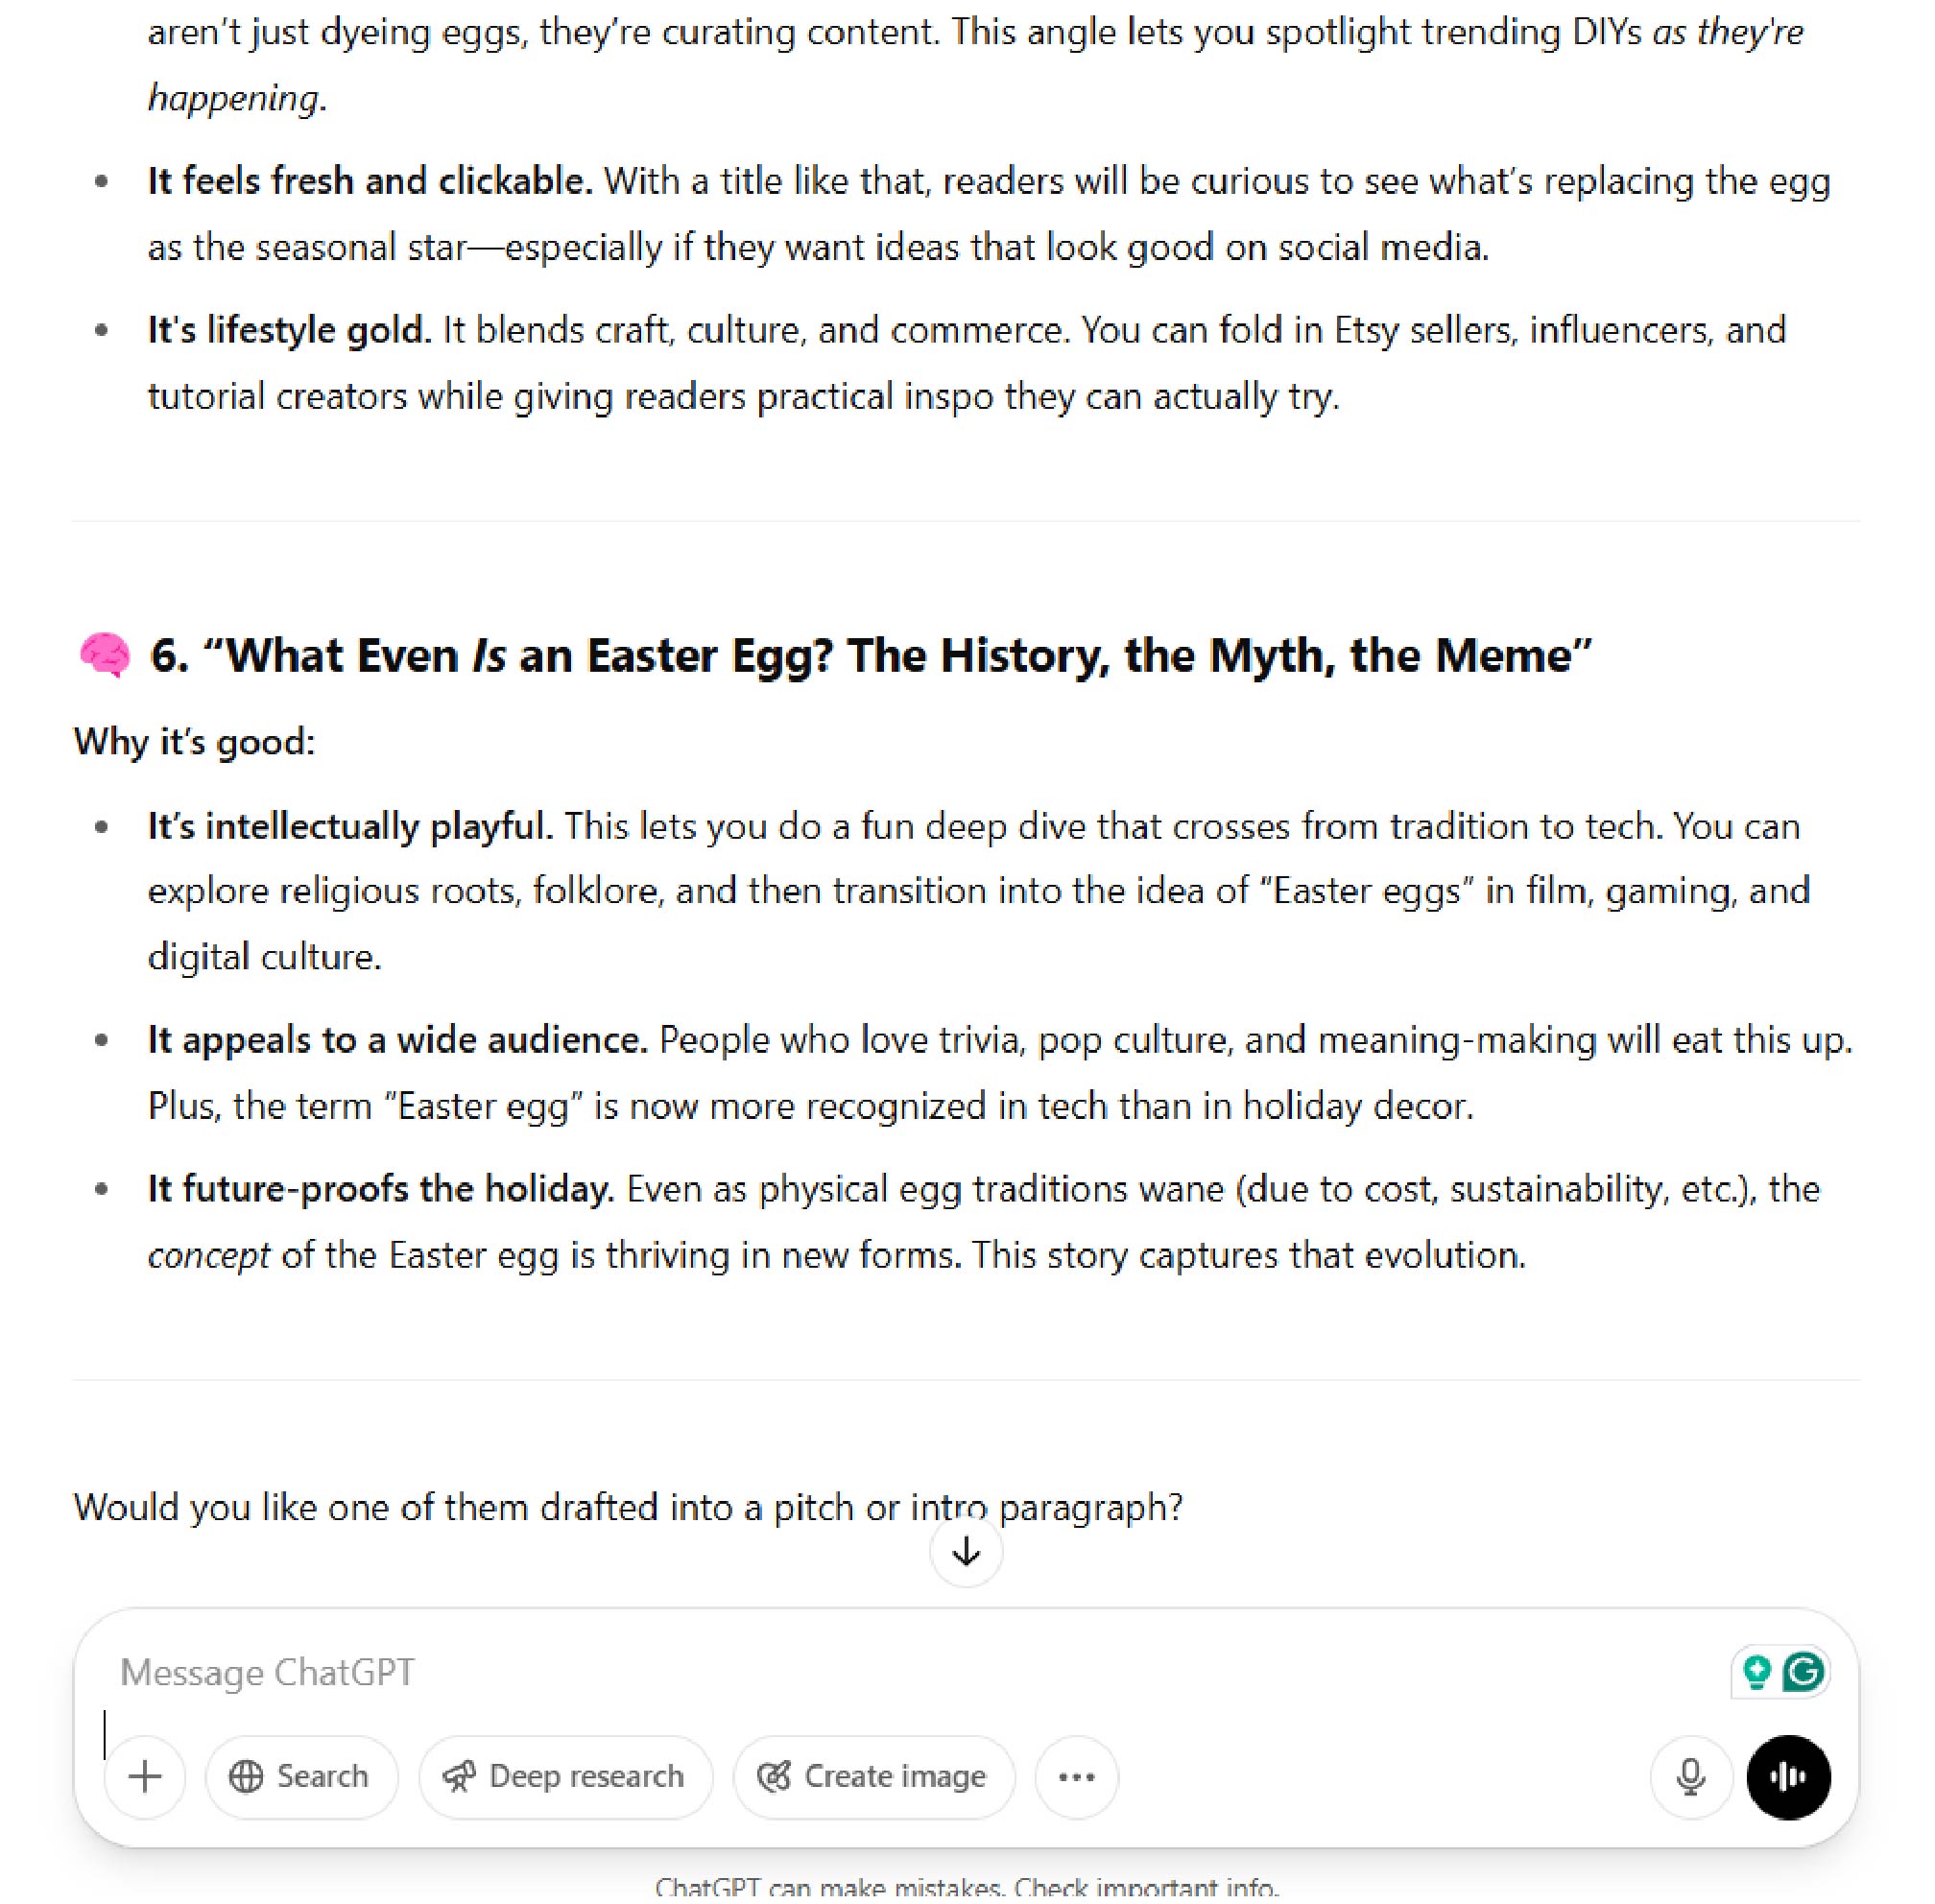 aren’t just dyeing eggs, they’re curating content. This angle lets you spotlight trending DIYs as they're
happening.
It feels fresh and clickable. With a title like that, readers will be curious to see what’s replacing the egg
as the seasonal star—especially if they want ideas that look good on social media.
It's lifestyle gold. It blends craft, culture, and commerce. You can fold in Etsy sellers, influencers, and
tutorial creators while giving readers practical inspo they can actually try.
6. “What Even Is an Easter Egg? The History, the Myth, the Meme”
Why it’s good:
It’s intellectually playful. This lets you do a fun deep dive that crosses from tradition to tech. You can
explore religious roots, folklore, and then transition into the idea of “Easter eggs” in film, gaming, and
digital culture.
It appeals to a wide audience. People who love trivia, pop culture, and meaning-making will eat this up.
Plus, the term “Easter egg” is now more recognized in tech than in holiday decor.
It future-proofs the holiday. Even as physical egg traditions wane (due to cost, sustainability, etc.), the
concept of the Easter egg is thriving in new forms. This story captures that evolution.
Would you like one of them drafted into a pitch or intro paragraph?
Message ChatGPT
Search Deep research Create image
ChatGPT can make mistakes. Check important info.